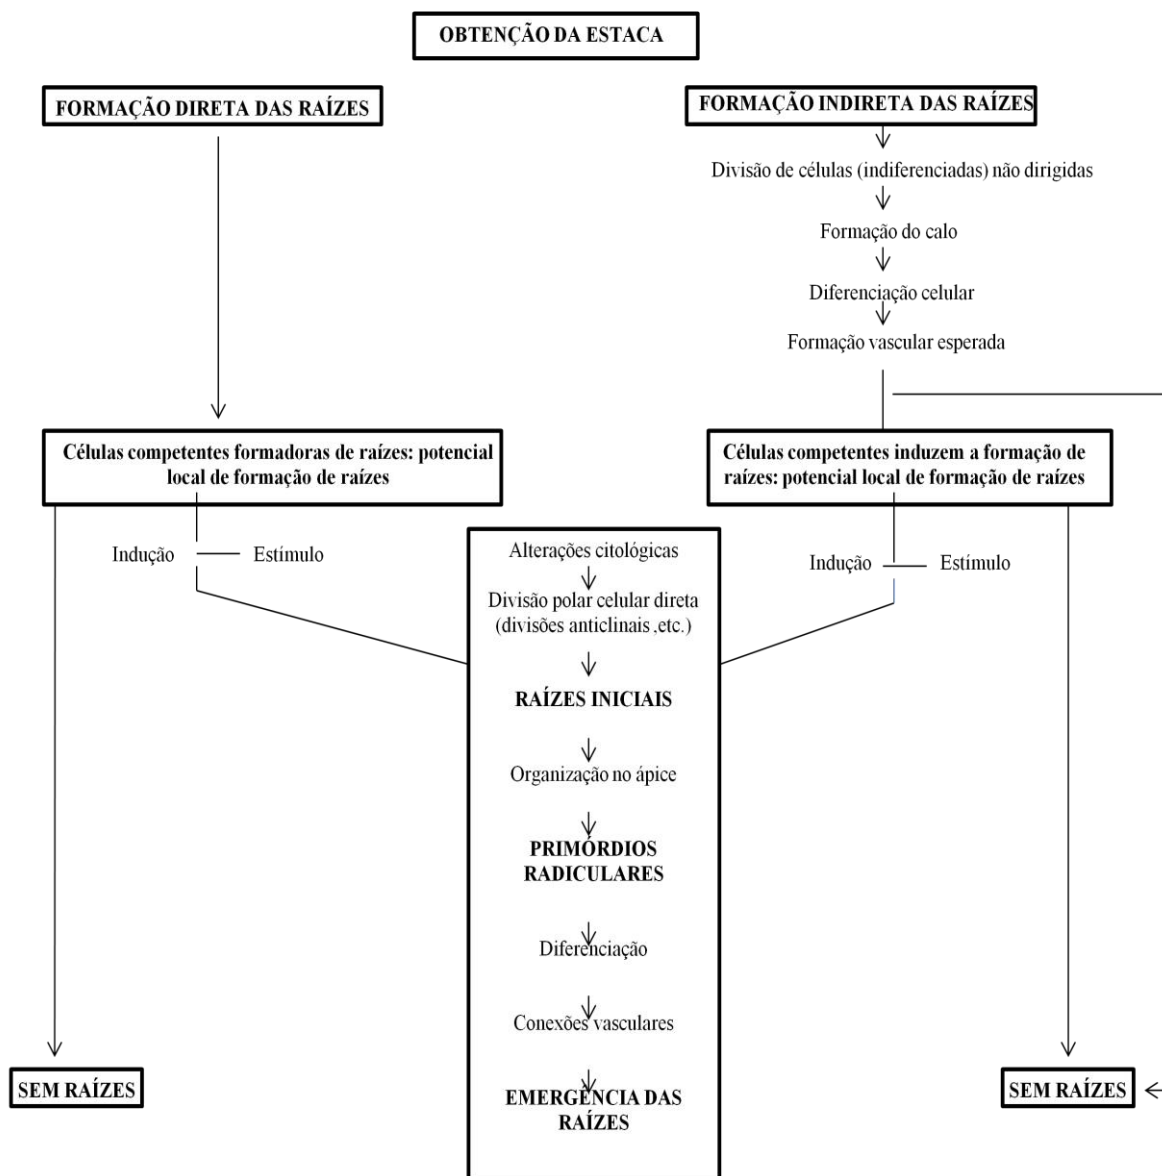 OBTENÇÃO DA ESTACA
FORMAÇÃO DIRETA DAS RAÍZES
FORMAÇÃO INDIRETA DAS RAÍZES
Divisão de células (indiferenciadas) não dirigidas
Formação do calo
Diferenciação celular
Formação vascular esperada
Células competentes formadoras de raízes: potencial
local de formação de raízes
Células competentes induzem a formação de
raízes: potencial local de formação de raízes
Indução
Estímulo
Alterações citológicas
Divisão polar celular direta
(divisões anticlinais ,etc.)
RAÍZES INICIAIS
Organização no ápice
PRIMÓRDIOS
RADICULARES
Diferenciação
Conexões vasculares
EMERGÊNCIA DAS
RAÍZES
Indução
Estímulo
SEM RAÍZES
SEM RAÍZES